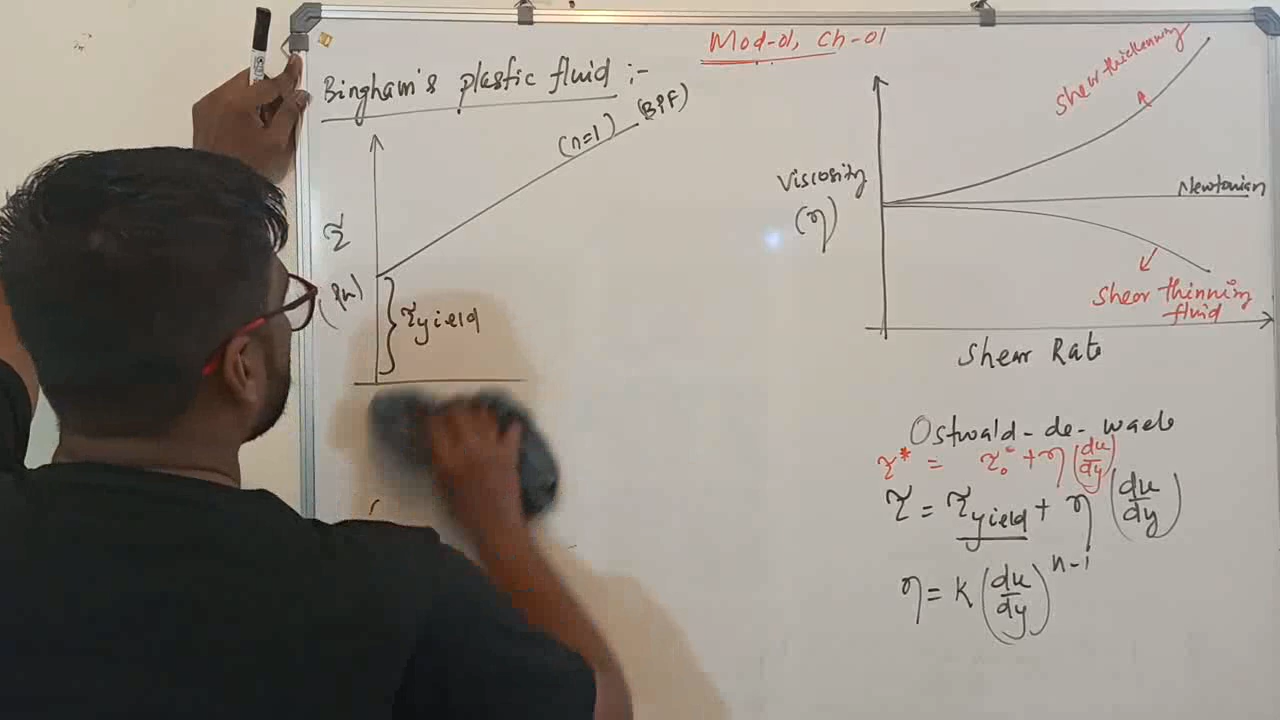 Mod-01, Ch-01
Bingham's plastic fluid :-
(n=1) (BPF)
τ
(Pa)
τyield
Shear thickening
Viscosity
(η)
Newtonian
Shear thinning
fluid
Shear Rate
Ostwald-de-waele
τ* = τ₀ + η (du/dy)
τ = τyield + η (du/dy)
η = K (du/dy)^n-1